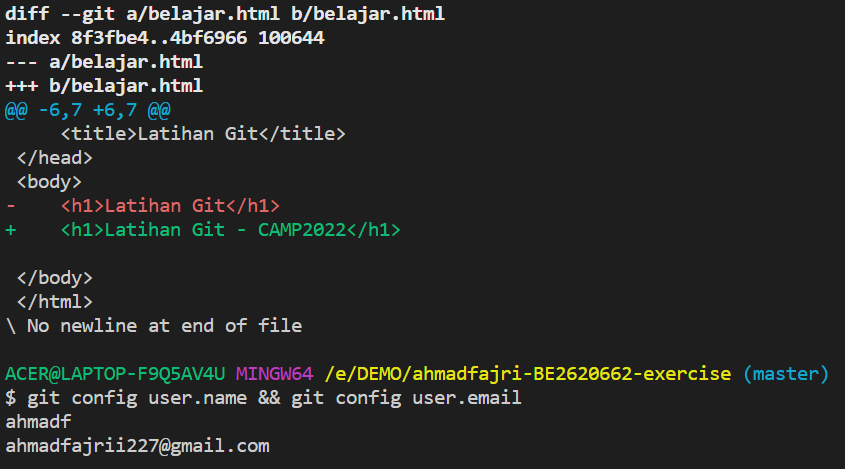 diff --git a/belajar.html b/belajar.html
index 8f3fbe4..4bf6966 100644
--- a/belajar.html
+++ b/belajar.html
@@ -6,7 +6,7 @@
     <title>Latihan Git</title>
 </head>
 <body>
-    <h1>Latihan Git</h1>
+    <h1>Latihan Git - CAMP2022</h1>

 </body>
 </html>
\ No newline at end of file

ACER@LAPTOP-F9Q5AV4U MINGW64 /e/DEMO/ahmadfajri-BE2620662-exercise (master)
$ git config user.name && git config user.email
ahmadf
ahmadfajrii227@gmail.com